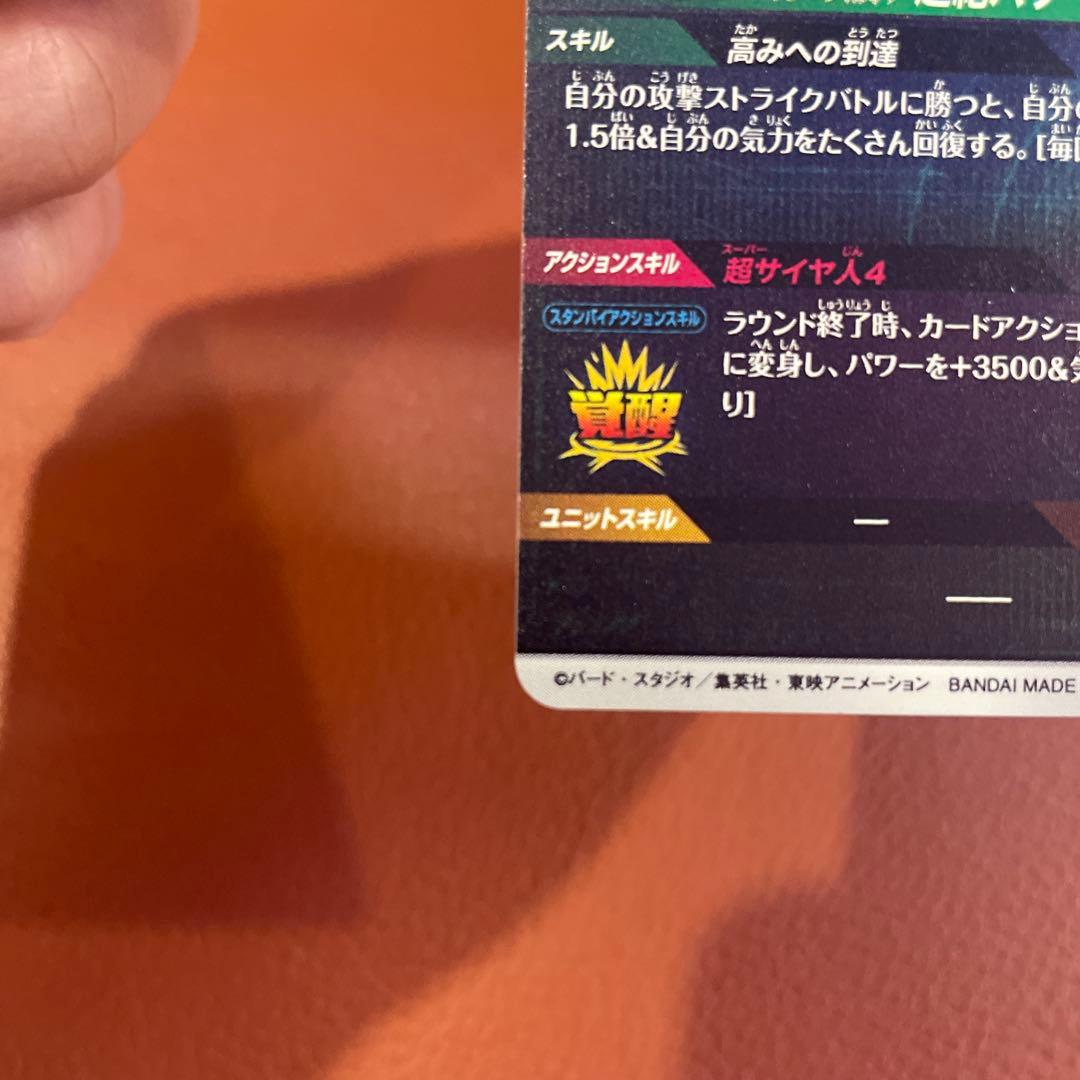 スキル 高みへの到達
自分の攻撃ストライクバトルに勝つと、自分
1.5倍&自分の気力をたくさん回復する。[毎回
アクションスキル 超サイヤ人4
スタンバイアクションスキル
ラウンド終了時、カードアクショ
に変身し、パワーを+3500&気
り]
覚醒
ユニットスキル —
—
©バード・スタジオ／集英社・東映アニメーション BANDAI MADE